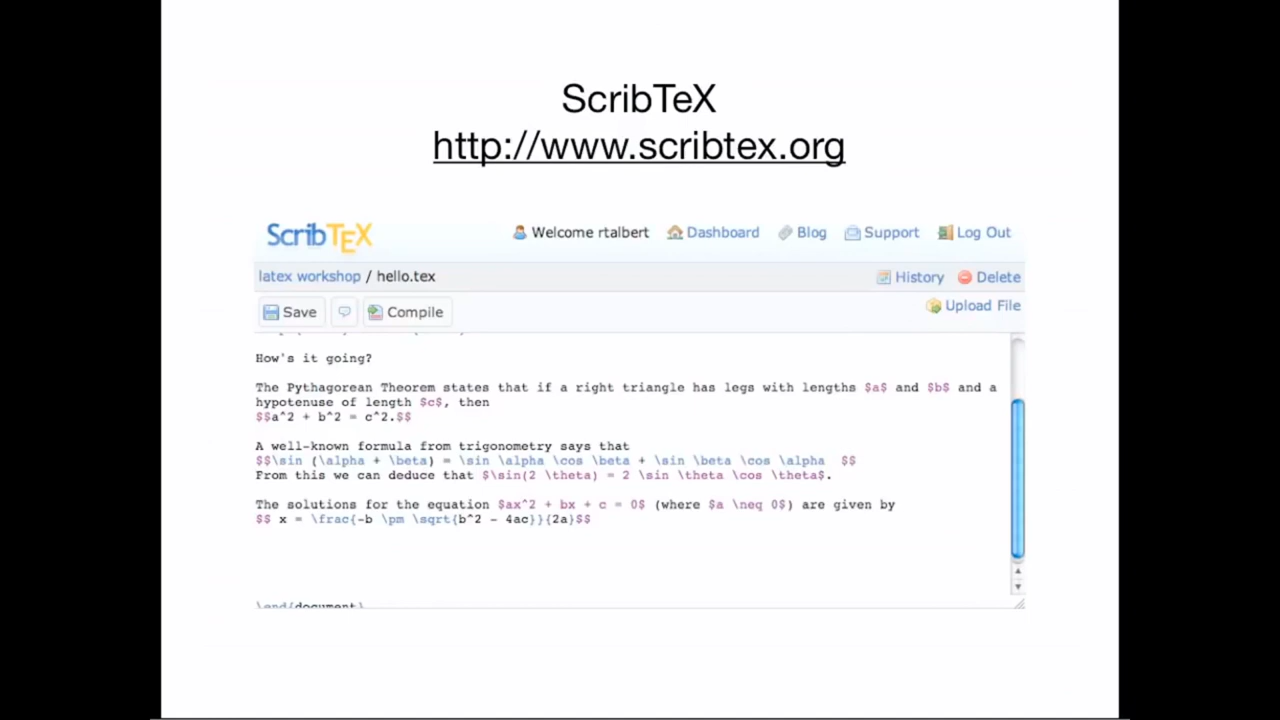 ScribTeX
http://www.scribtex.org
ScribTEX Welcome rtalbert Dashboard Blog Support Log Out
latex workshop / hello.tex History Delete
Save Compile Upload File
How's it going?
The Pythagorean Theorem states that if a right triangle has legs with lengths $a$ and $b$ and a
hypotenuse of length $c$, then
$$a^2 + b^2 = c^2.$$
A well-known formula from trigonometry says that
$$\sin (\alpha + \beta) = \sin \alpha \cos \beta + \sin \beta \cos \alpha  $$
From this we can deduce that $\sin(2 \theta) = 2 \sin \theta \cos \theta$.
The solutions for the equation $ax^2 + bx + c = 0$ (where $a \neq 0$) are given by
$$ x = \frac{-b \pm \sqrt{b^2 - 4ac}}{2a}$$
\end{document}